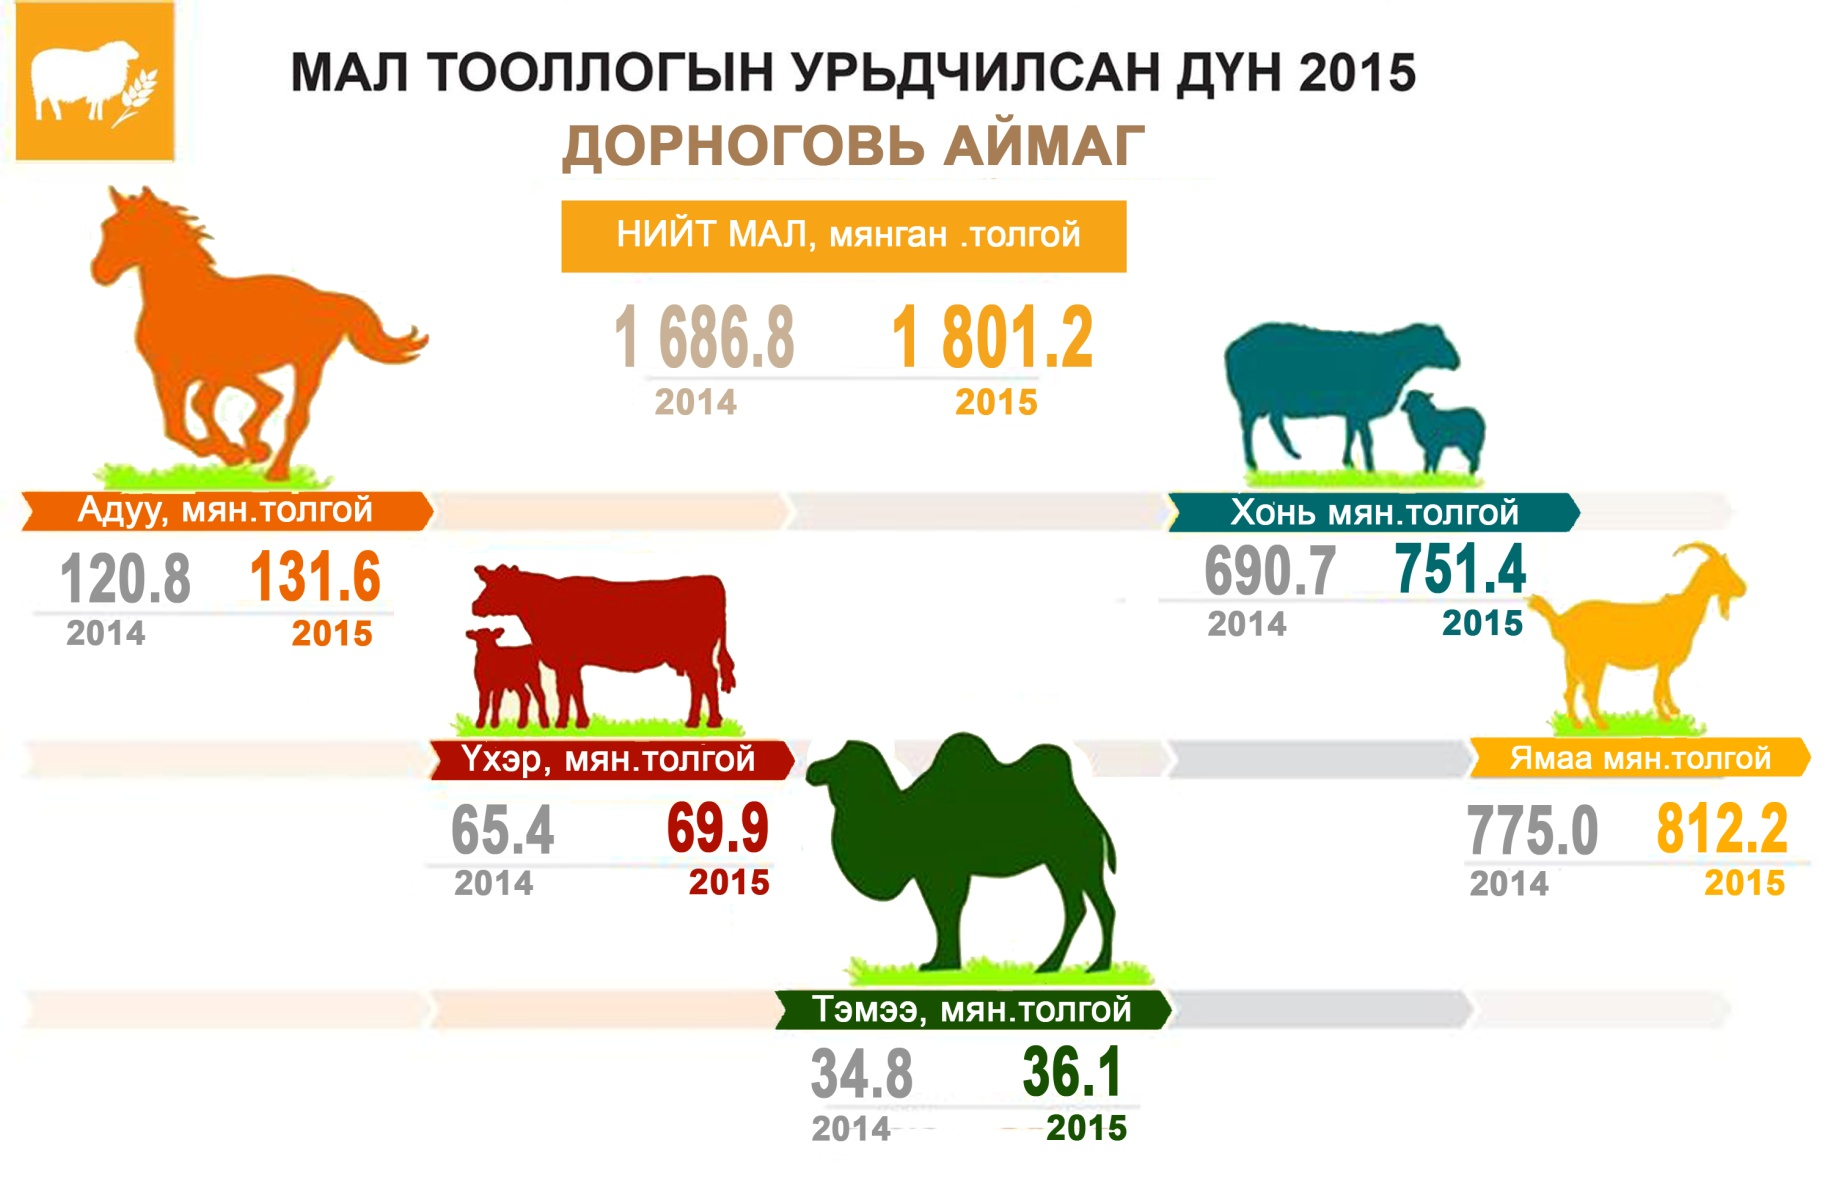 МАЛ ТООЛЛОГЫН УРЬДЧИЛСАН ДҮН 2015
ДОРНОГОВЬ АЙМАГ
НИЙТ МАЛ, мянган .толгой
1 686.8 1 801.2
2014 2015
Адуу, мян.толгой
120.8 131.6
2014 2015
Хонь мян.толгой
690.7 751.4
2014 2015
Үхэр, мян.толгой
65.4 69.9
2014 2015
Ямаа мян.толгой
775.0 812.2
2014 2015
Тэмээ, мян.толгой
34.8 36.1
2014 2015